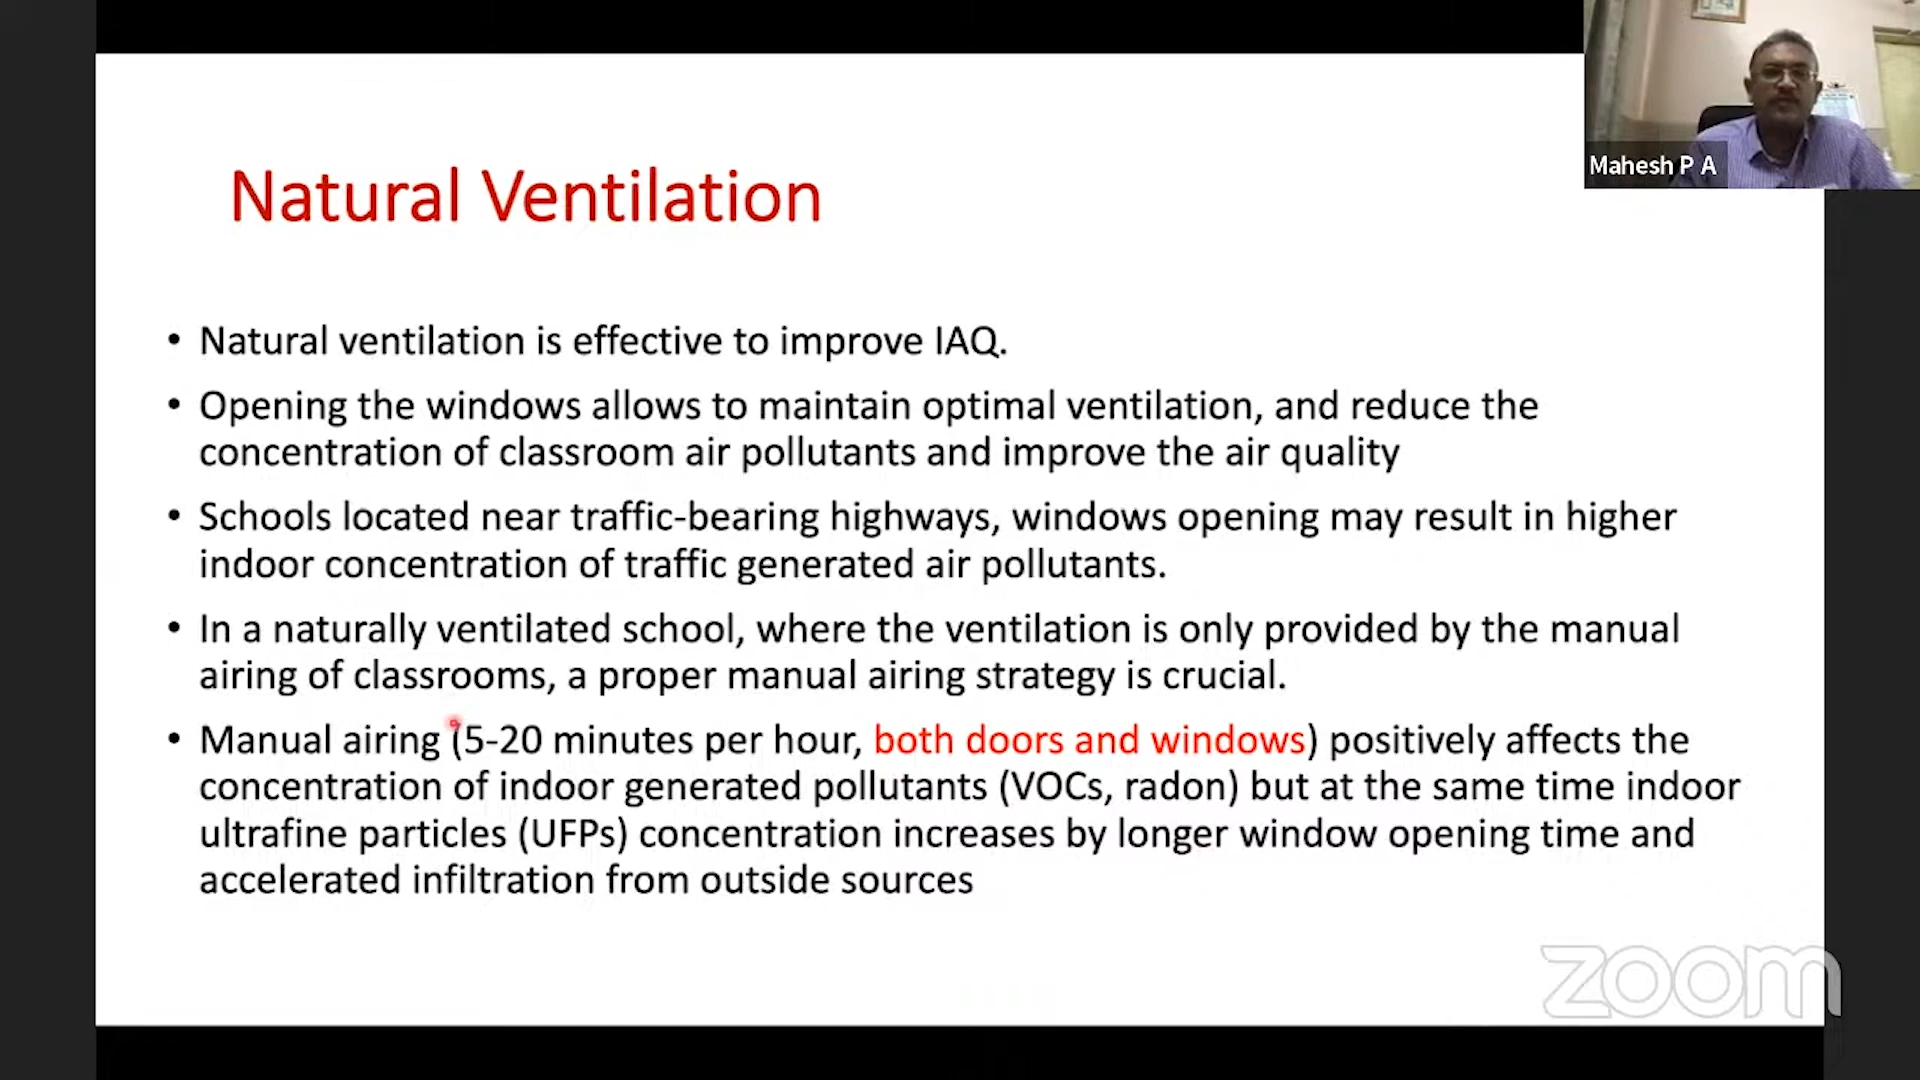 Mahesh P A
Natural Ventilation
• Natural ventilation is effective to improve IAQ.
• Opening the windows allows to maintain optimal ventilation, and reduce the
concentration of classroom air pollutants and improve the air quality
• Schools located near traffic-bearing highways, windows opening may result in higher
indoor concentration of traffic generated air pollutants.
• In a naturally ventilated school, where the ventilation is only provided by the manual
airing of classrooms, a proper manual airing strategy is crucial.
• Manual airing (5-20 minutes per hour, both doors and windows) positively affects the
concentration of indoor generated pollutants (VOCs, radon) but at the same time indoor
ultrafine particles (UFPs) concentration increases by longer window opening time and
accelerated infiltration from outside sources
zoom